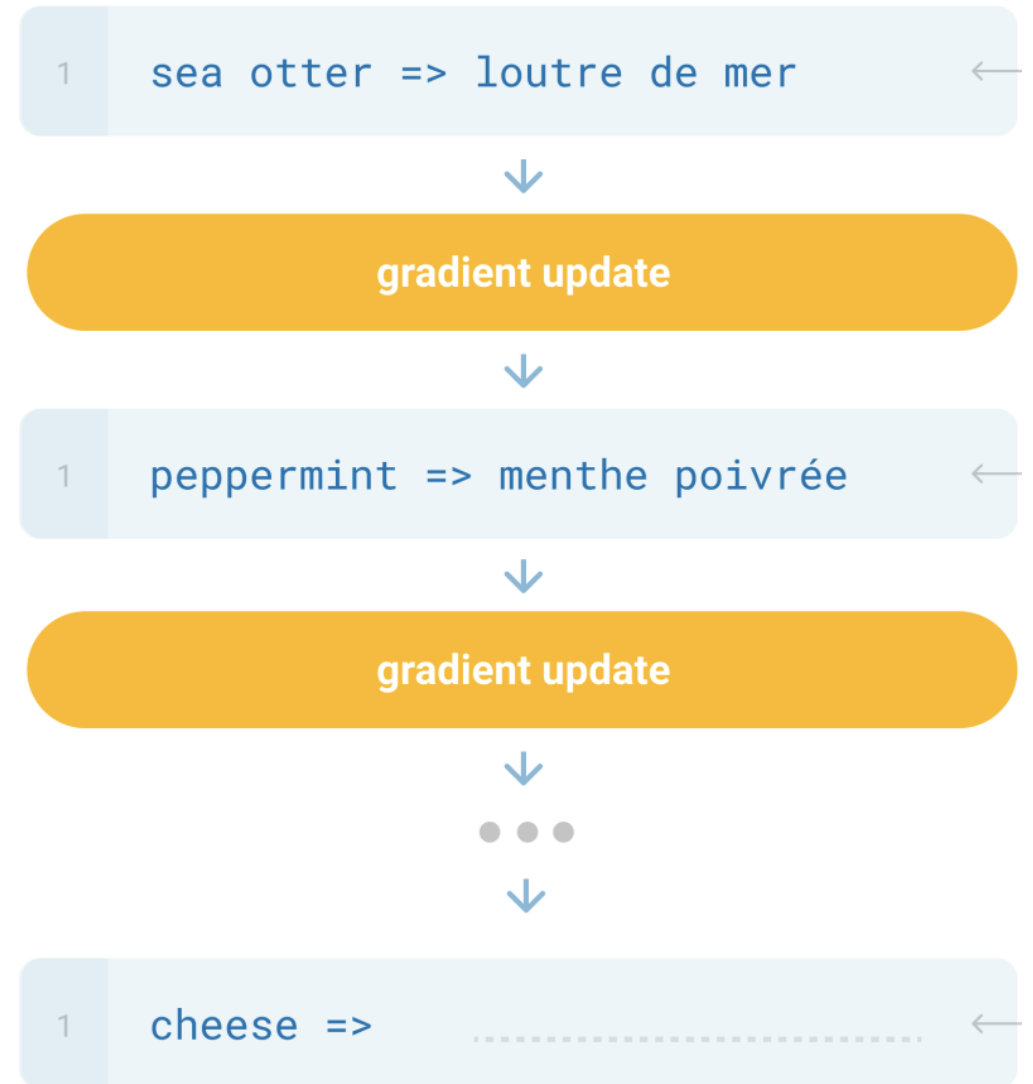 1 sea otter => loutre de mer
gradient update
1 peppermint => menthe poivrée
gradient update
1 cheese =>